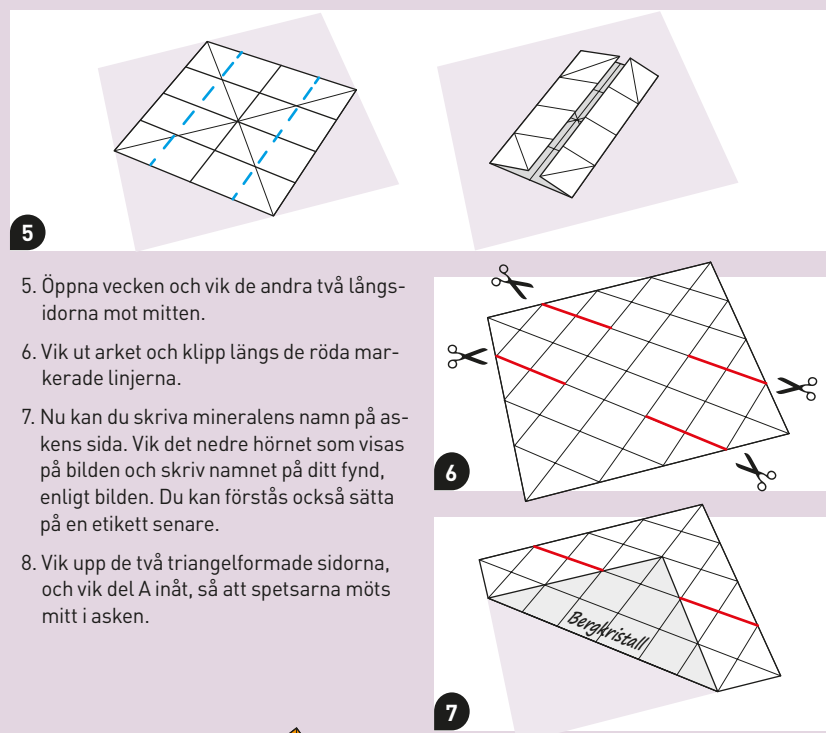 5
5. Öppna vecken och vik de andra två långs-
idorna mot mitten.
6. Vik ut arket och klipp längs de röda mar-
kerade linjerna.
7. Nu kan du skriva mineralens namn på as-
kens sida. Vik det nedre hörnet som visas
på bilden och skriv namnet på ditt fynd,
enligt bilden. Du kan förstås också sätta
på en etikett senare.
8. Vik upp de två triangelformade sidorna,
och vik del A inåt, så att spetsarna möts
mitt i asken.
6
Bergkristall
7